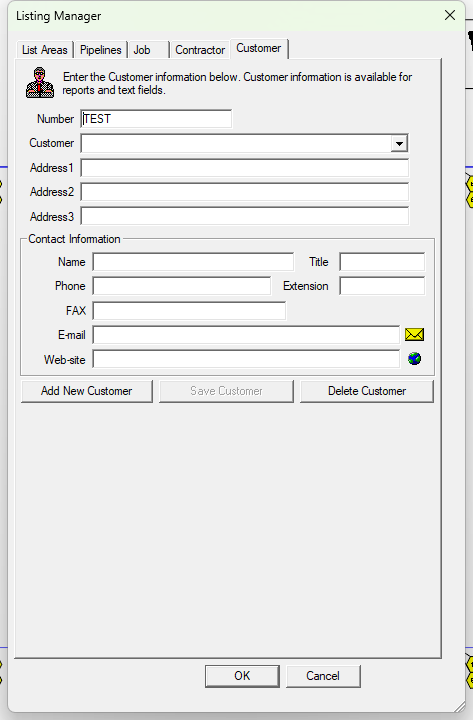 Listing Manager
List Areas Pipelines Job Contractor Customer
Enter the Customer information below. Customer information is available for
reports and text fields.
Number TEST
Customer
Address1
Address2
Address3
Contact Information
Name Title
Phone Extension
FAX
E-mail
Web-site
Add New Customer Save Customer Delete Customer
OK Cancel